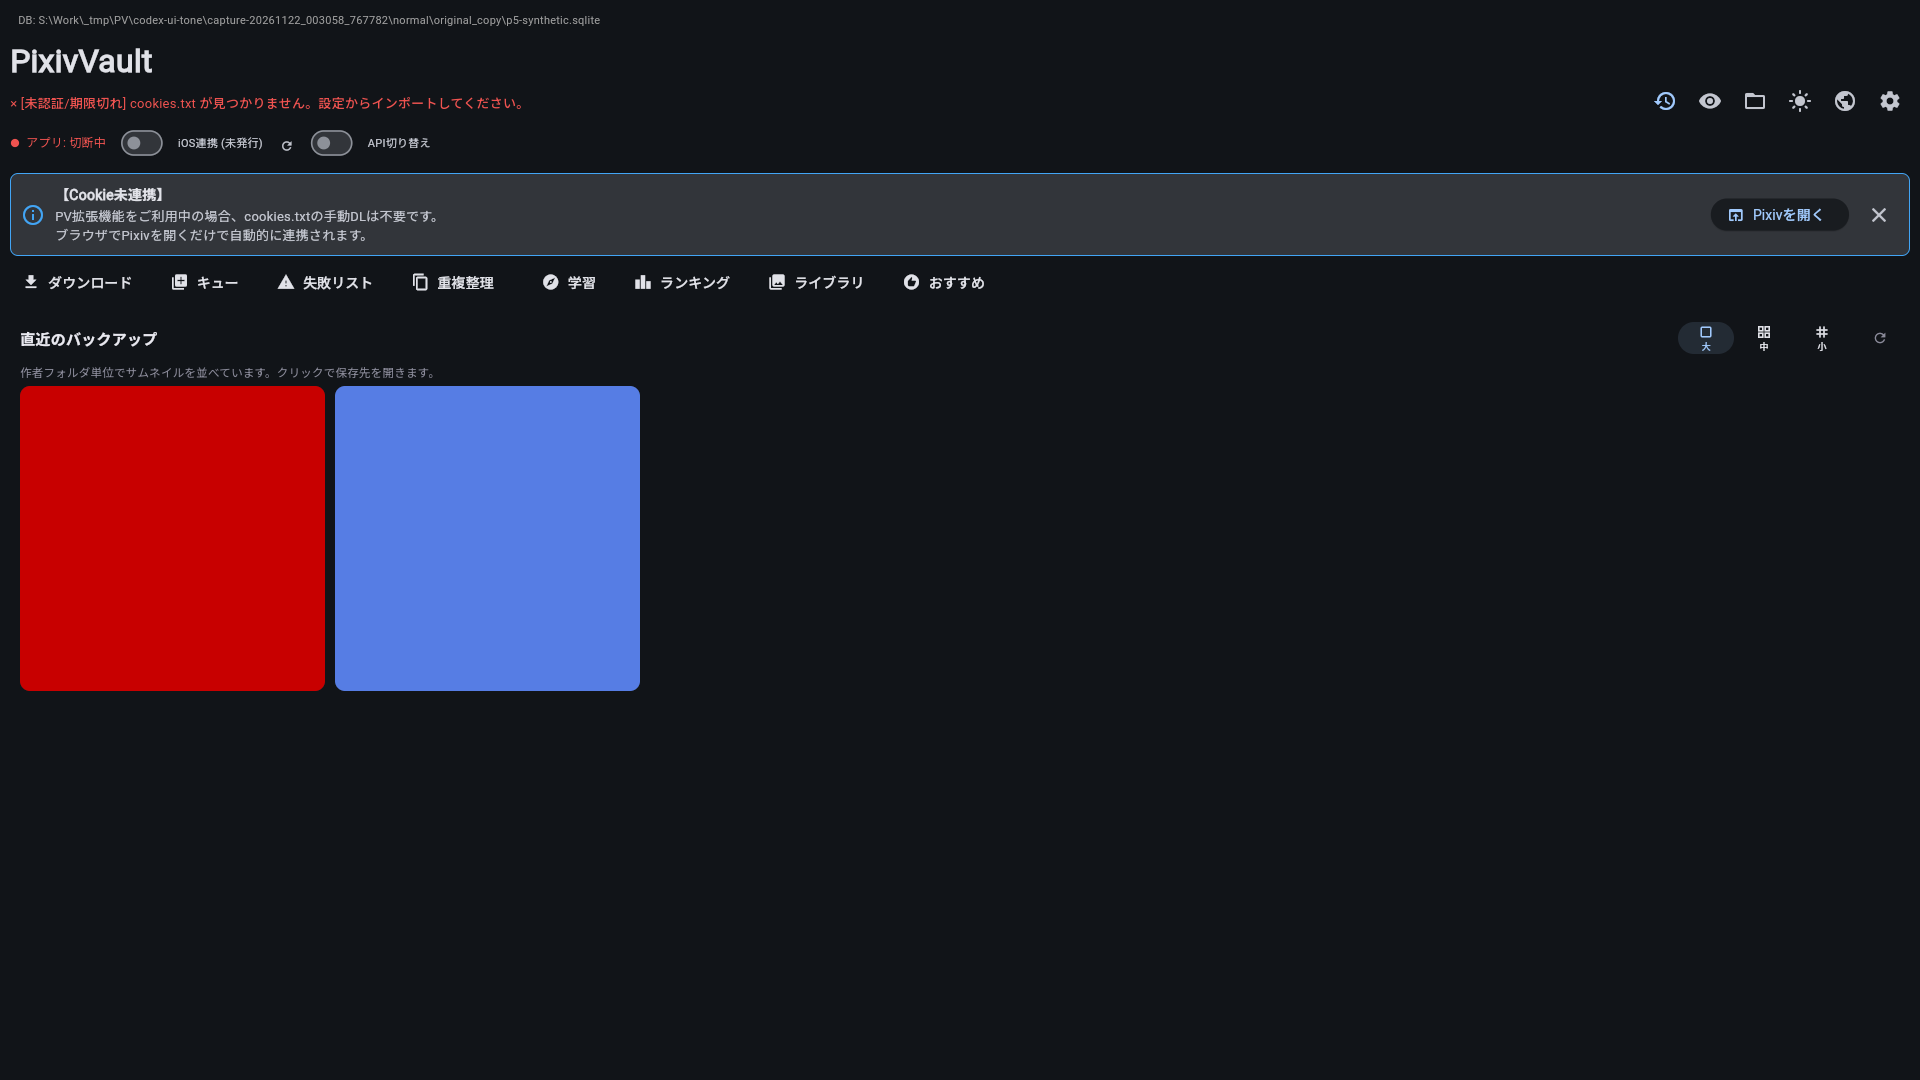 DB: S:\Work\_tmp\PV\codex-ui-tone\capture-20261122_003058_767782\normal\original_copy\p5-synthetic.sqlite
PixivVault
× [未認証/期限切れ] cookies.txt が見つかりません。設定からインポートしてください。
アプリ: 切断中 iOS連携 (未発行) API切り替え
【Cookie未連携】
PV拡張機能をご利用中の場合、cookies.txtの手動DLは不要です。
ブラウザでPixivを開くだけで自動的に連携されます。
Pixivを開く
ダウンロード キュー 失敗リスト 重複整理 学習 ランキング ライブラリ おすすめ
直近のバックアップ
大 中 小
作者フォルダ単位でサムネイルを並べています。クリックで保存先を開きます。